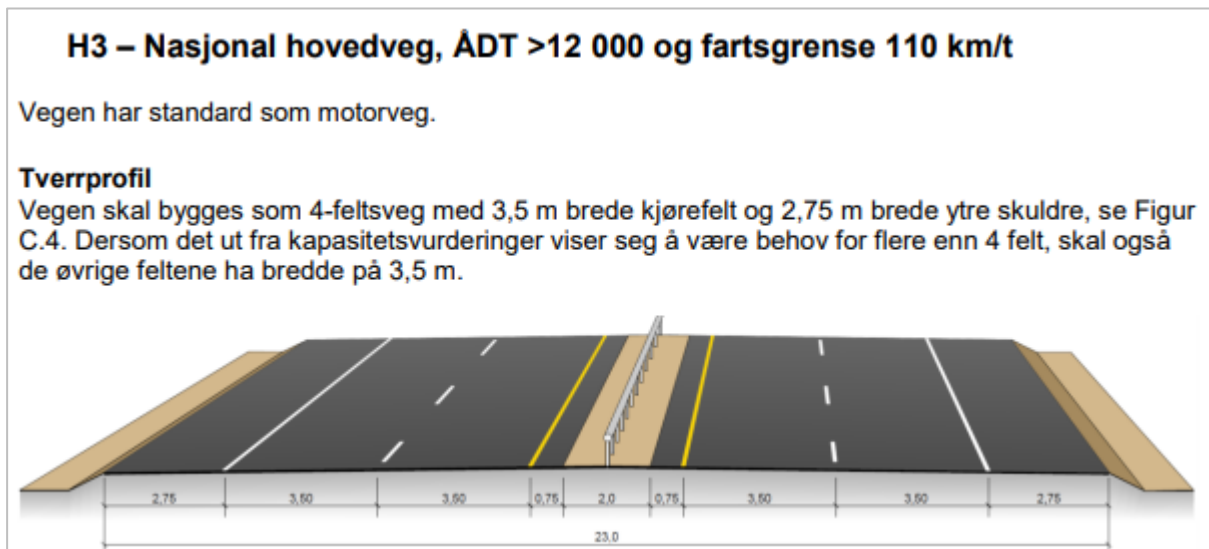 H3 – Nasjonal hovedveg, ÅDT >12 000 og fartsgrense 110 km/t
Vegen har standard som motorveg.
Tverrprofil
Vegen skal bygges som 4-feltsveg med 3,5 m brede kjørefelt og 2,75 m brede ytre skuldre, se Figur
C.4. Dersom det ut fra kapasitetsvurderinger viser seg å være behov for flere enn 4 felt, skal også
de øvrige feltene ha bredde på 3,5 m.
2,75 3,50 3,50 0,75 2,0 0,75 3,50 3,50 2,75
23,0